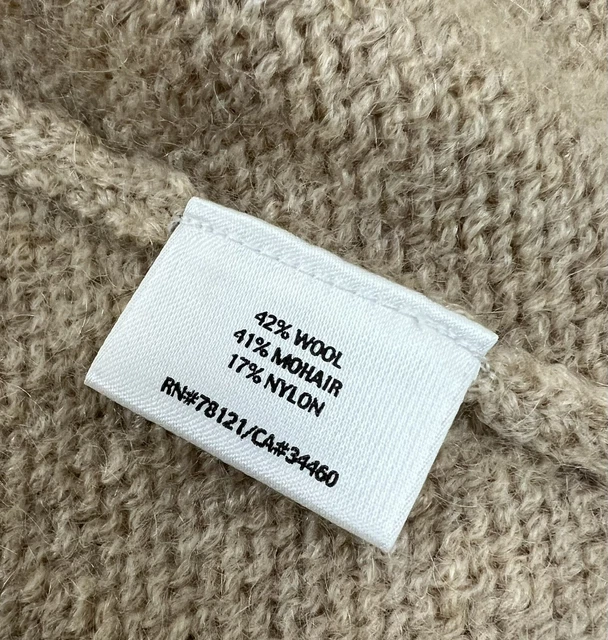 42% WOOL
41% MOHAIR
17% NYLON
RN#78121/CA#34460